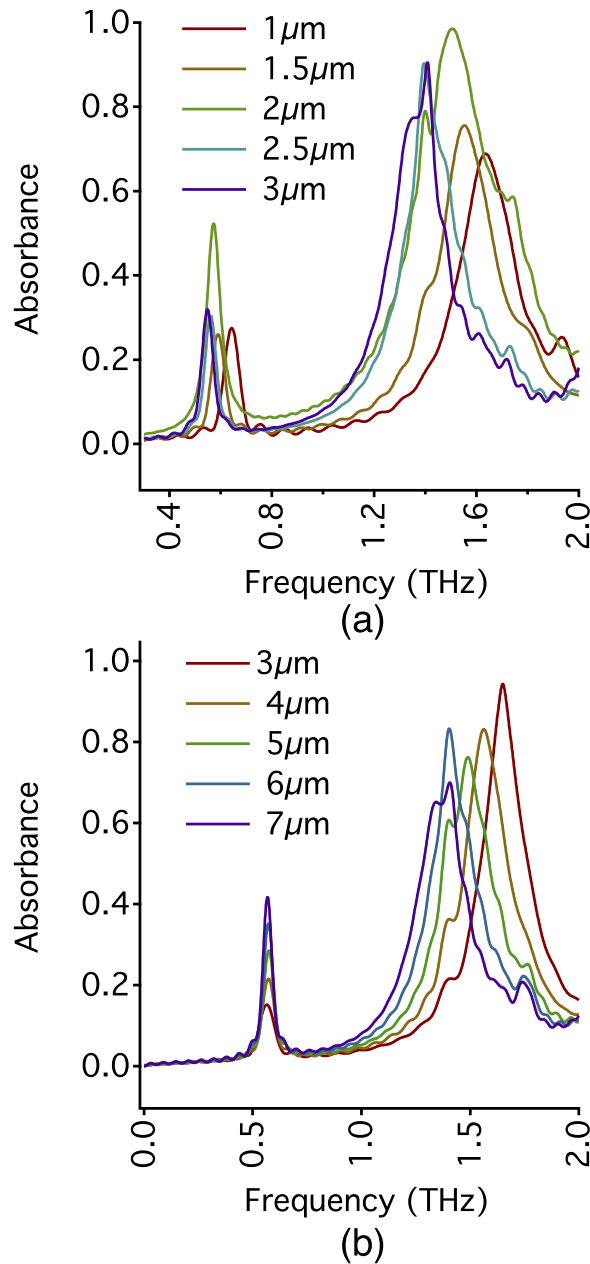 1.0
0.8
0.6
0.4
0.2
0.0
Absorbance
1µm
1.5µm
2µm
2.5µm
3µm
0.4 0.8 1.2 1.6 2.0
Frequency (THz)
(a)
1.0
0.8
0.6
0.4
0.2
0.0
Absorbance
3µm
4µm
5µm
6µm
7µm
0.0 0.5 1.0 1.5 2.0
Frequency (THz)
(b)